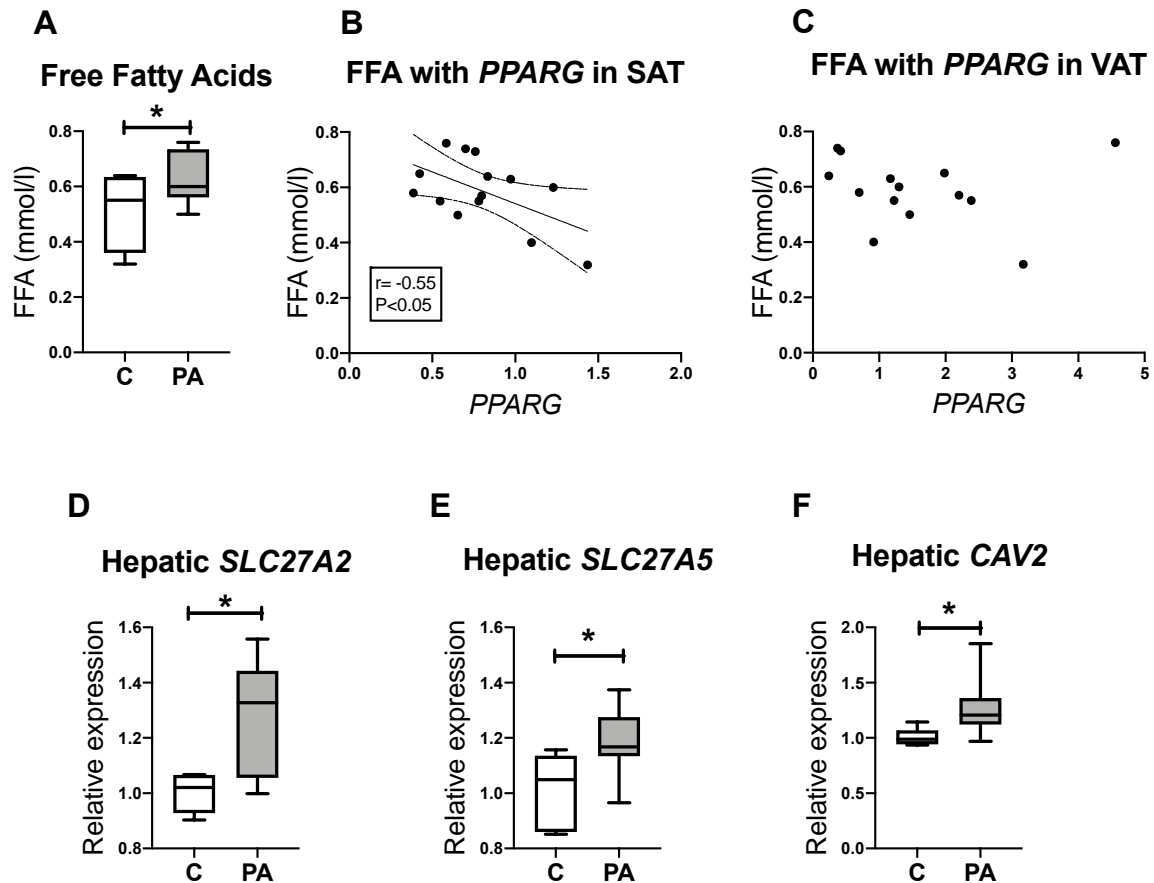 A
Free Fatty Acids
*
FFA (mmol/l)
0.8
0.6
0.4
0.2
0.0
C PA
B
FFA with PPARG in SAT
FFA (mmol/l)
0.8
0.6
0.4
0.2
0.0
r= -0.55
P<0.05
0.0 0.5 1.0 1.5 2.0
PPARG
C
FFA with PPARG in VAT
FFA (mmol/l)
0.8
0.6
0.4
0.2
0.0
0 1 2 3 4 5
PPARG
D
Hepatic SLC27A2
*
Relative expression
1.6
1.4
1.2
1.0
0.8
C PA
E
Hepatic SLC27A5
*
Relative expression
1.6
1.4
1.2
1.0
0.8
C PA
F
Hepatic CAV2
*
Relative expression
2.0
1.5
1.0
0.5
0.0
C PA